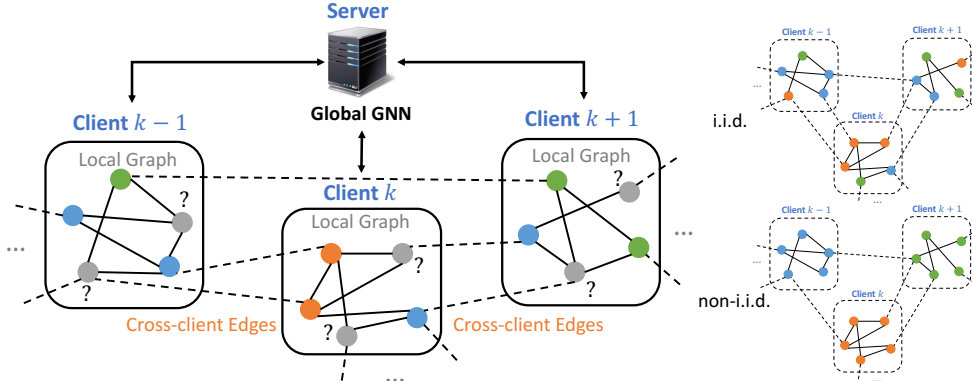 Server
Global GNN
Client k − 1
Client k + 1
Local Graph
Local Graph
Client k
Local Graph
?
?
?
?
?
?
...
...
...
Cross-client Edges
Cross-client Edges
Client k − 1
Client k + 1
Client k
...
...
i.i.d.
Client k − 1
Client k + 1
Client k
...
...
non-i.i.d.